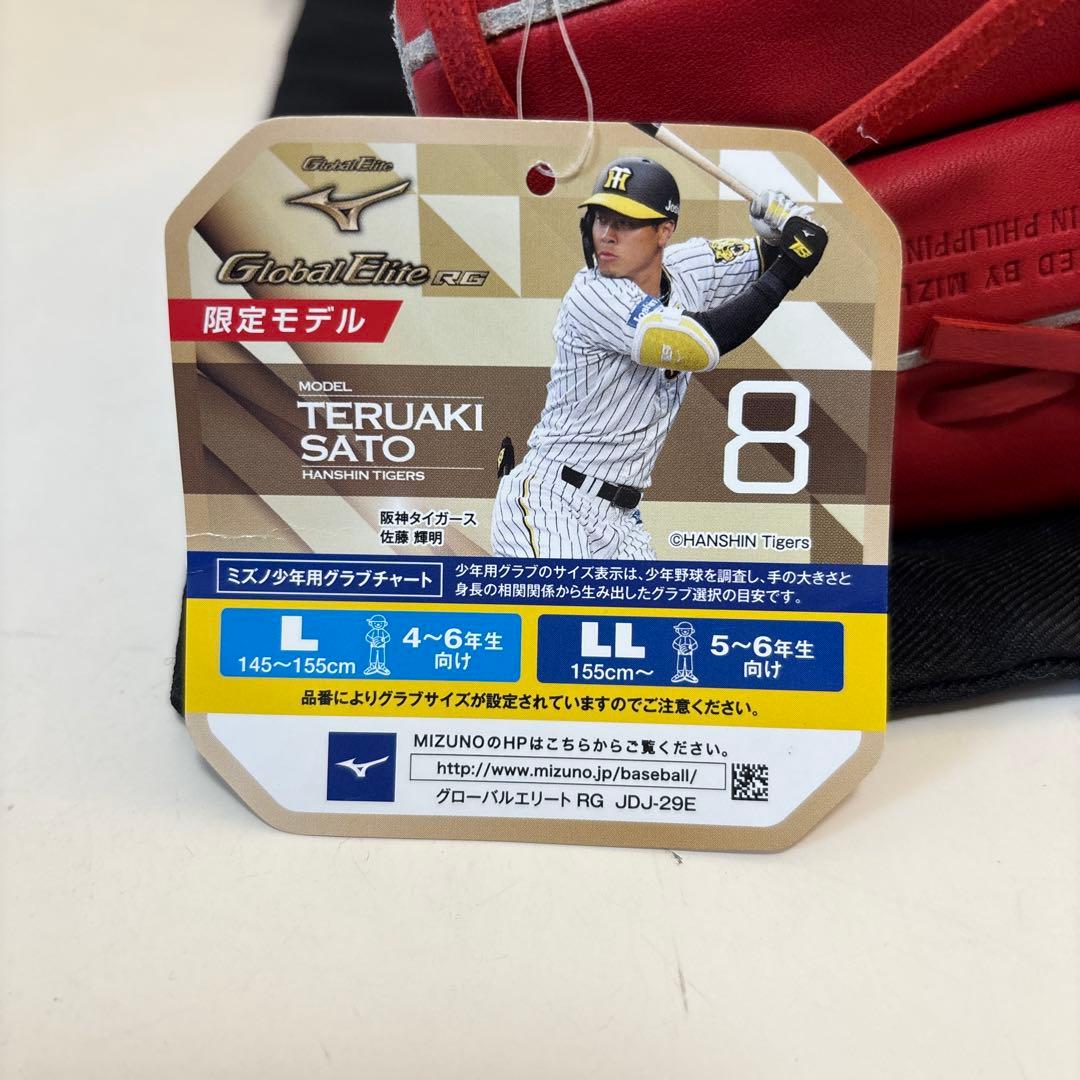 Global Elite
Global Elite RG
限定モデル
MODEL
TERUAKI
SATO
HANSHIN TIGERS
8
阪神タイガース
佐藤 輝明
©HANSHIN Tigers
ミズノ少年用グラブチャート
少年用グラブのサイズ表示は、少年野球を調査し、手の大きさと
身長の相関関係から生み出したグラブ選択の目安です。
L
145～155cm
4～6年生
向け
LL
155cm～
5～6年生
向け
品番によりグラブサイズが設定されていますのでご注意ください。
MIZUNOのHPはこちらからご覧ください。
http://www.mizuno.jp/baseball/
グローバルエリート RG JDJ-29E
ED BY MIZ
IN PHILIPPIN